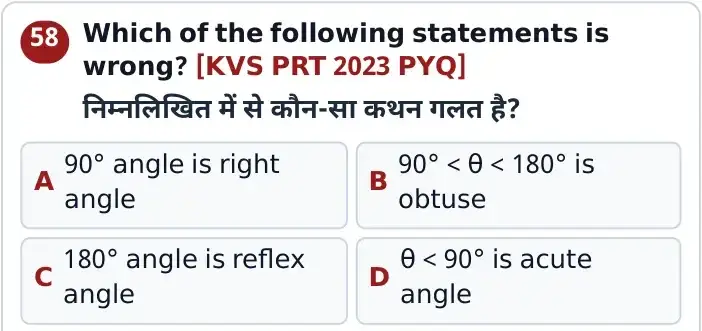 58 Which of the following statements is
wrong? [KVS PRT 2023 PYQ]
निम्नलिखित में से कौन-सा कथन गलत है?
A 90° angle is right
angle
B 90° < θ < 180° is
obtuse
C 180° angle is reflex
angle
D θ < 90° is acute
angle